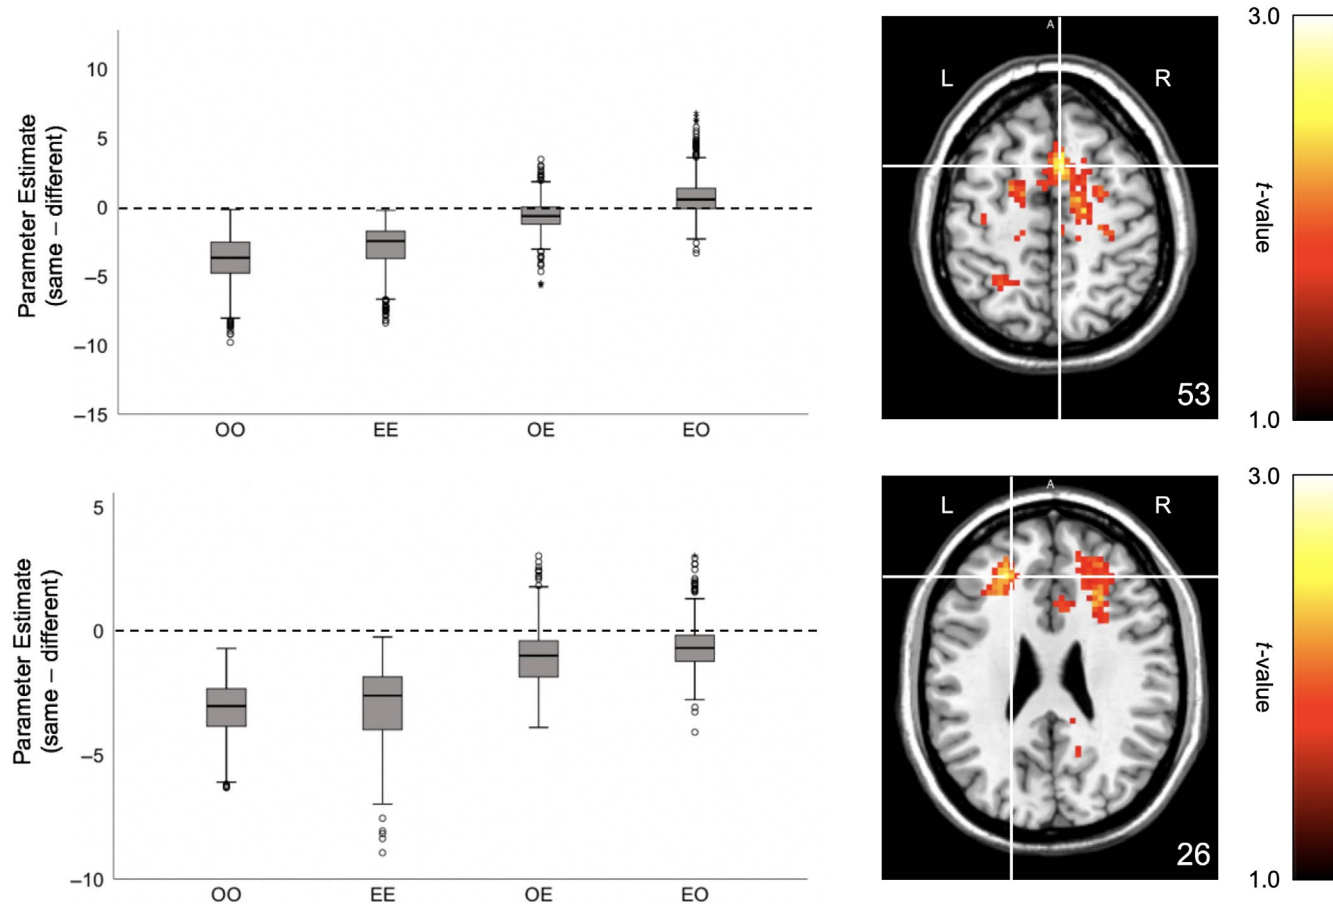 10
5
0
–5
–10
–15
Parameter Estimate
(same – different)
OO EE OE EO
A
L R
53
3.0
t-value
1.0
5
0
–5
–10
Parameter Estimate
(same – different)
OO EE OE EO
A
L R
26
3.0
t-value
1.0